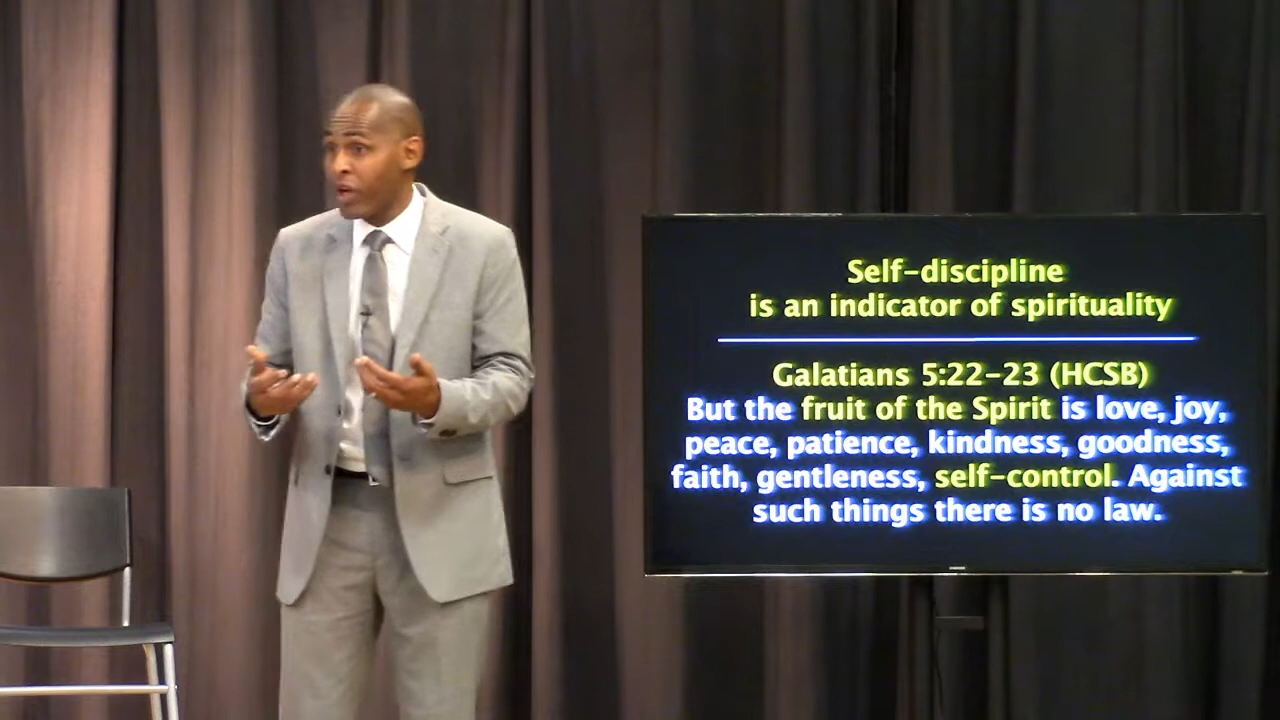 Self-discipline
is an indicator of spirituality
Galatians 5:22-23 (HCSB)
But the fruit of the Spirit is love, joy,
peace, patience, kindness, goodness,
faith, gentleness, self-control. Against
such things there is no law.